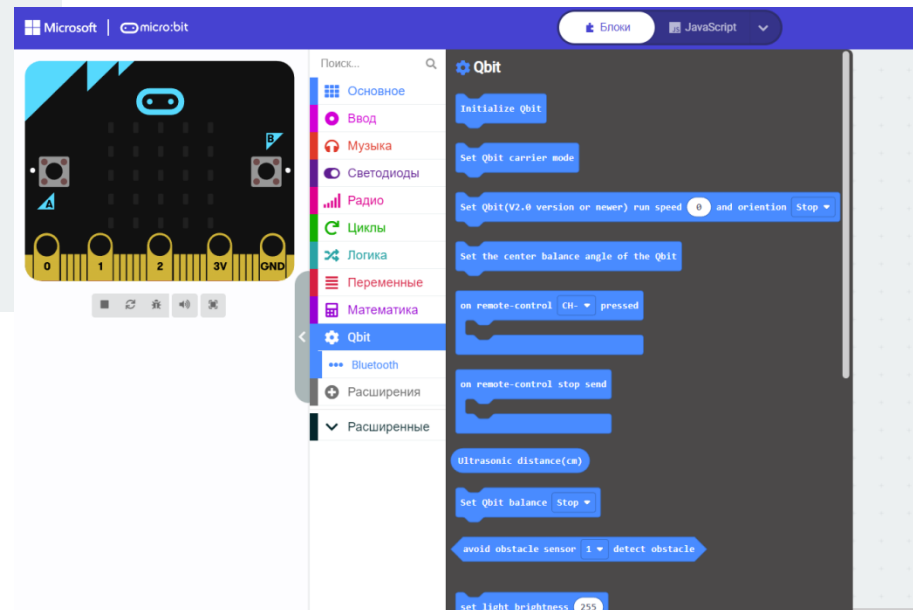 Microsoft micro:bit
Блоки JavaScript
B
A
0 1 2 3V GND
Поиск...
Основное
Ввод
Музыка
Светодиоды
Радио
Циклы
Логика
Переменные
Математика
Qbit
Bluetooth
Расширения
Расширенные
Qbit
Initialize Qbit
Set Qbit carrier mode
Set Qbit(V2.0 version or newer) run speed 0 and oriention Stop
Set the center balance angle of the Qbit
on remote-control CH- pressed
on remote-control stop send
Ultrasonic distance(cm)
Set Qbit balance Stop
avoid obstacle sensor 1 detect obstacle
set light brightness 255